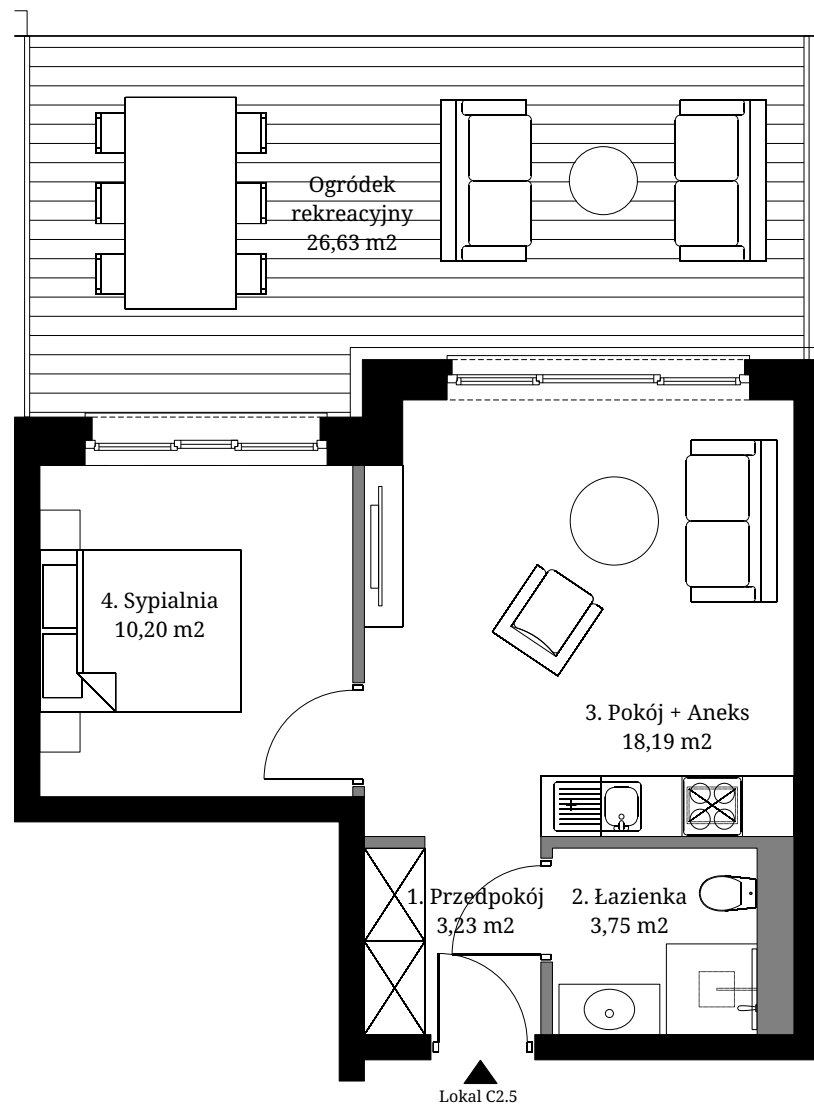 Ogródek
rekreacyjny
26,63 m2
4. Sypialnia
10,20 m2
3. Pokój + Aneks
18,19 m2
1. Przedpokój
3,23 m2
2. Łazienka
3,75 m2
Lokal C2.5